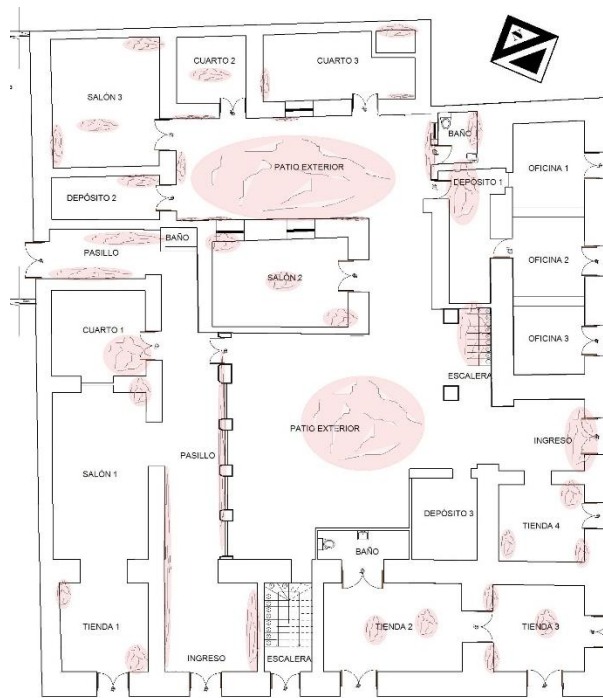 CUARTO 2
CUARTO 3
SALÓN 3
BAÑO
PATIO EXTERIOR
OFICINA 1
DEPÓSITO 1
DEPÓSITO 2
BAÑO
PASILLO
OFICINA 2
SALÓN 2
CUARTO 1
OFICINA 3
ESCALERA
PATIO EXTERIOR
INGRESO
PASILLO
SALÓN 1
DEPÓSITO 3
TIENDA 4
BAÑO
TIENDA 1
TIENDA 2
TIENDA 3
INGRESO
ESCALERA